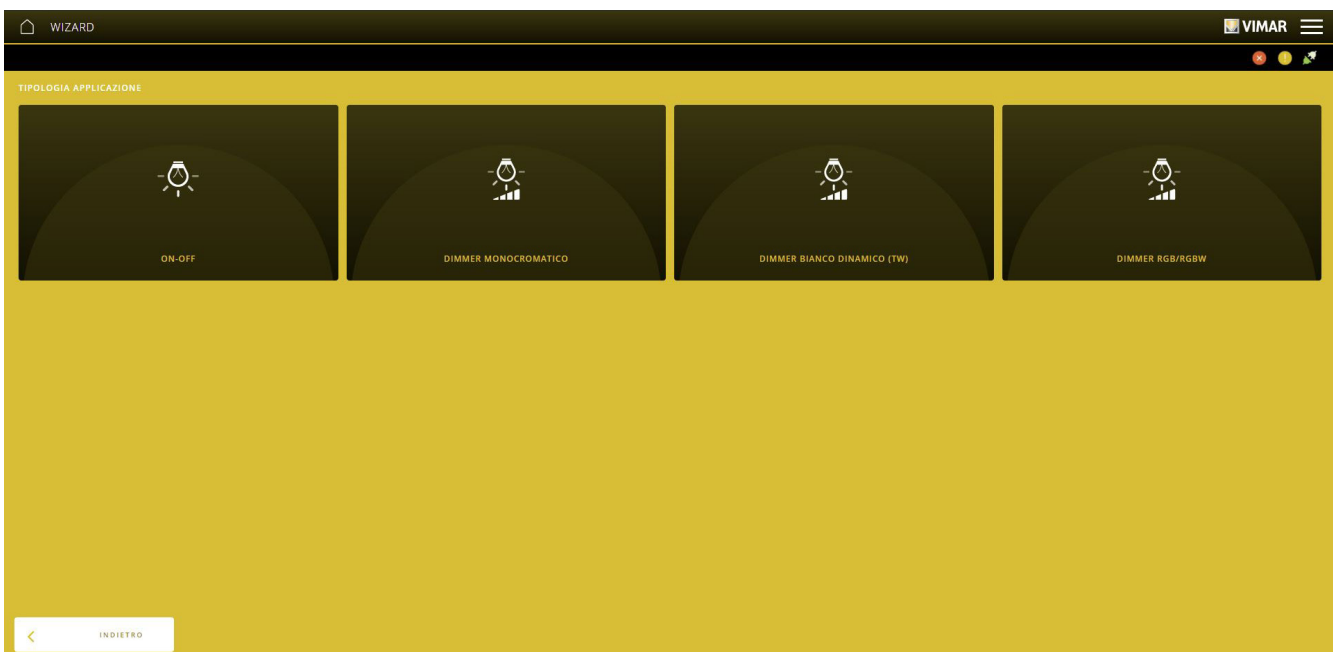 WIZARD
VIMAR
TIPOLOGIA APPLICAZIONE
ON-OFF
DIMMER MONOCROMATICO
DIMMER BIANCO DINAMICO (TW)
DIMMER RGB/RGBW
INDIETRO